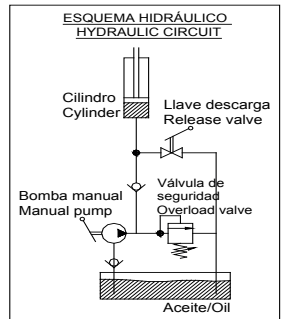 ESQUEMA HIDRÁULICO
HYDRAULIC CIRCUIT
Cilindro
Cylinder
Llave descarga
Release valve
Bomba manual
Manual pump
Válvula de
seguridad
Overload valve
Aceite/Oil